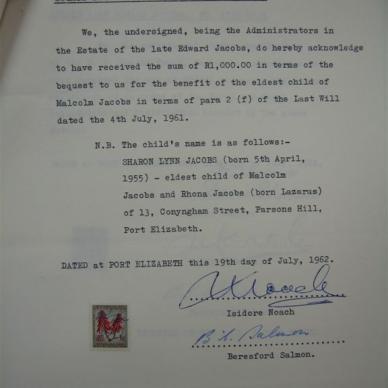 We, the undersigned, being the Administrators in
the Estate of the late Edward Jacobs, do hereby acknowledge
to have received the sum of R1,000.00 in terms of the
bequest to us for the benefit of the eldest child of
Malcolm Jacobs in terms of para 2 (f) of the Last Will
dated the 4th July, 1961.
N.B. The child's name is as follows:-
SHARON LYNN JACOBS (born 5th April,
1955) - eldest child of Malcolm
Jacobs and Rhona Jacobs (born Lazarus)
of 13, Conyngham Street, Parsons Hill,
Port Elizabeth.
DATED at PORT ELIZABETH this 19th day of July, 1962.
Isidore Noach
B. Salmon
Beresford Salmon.